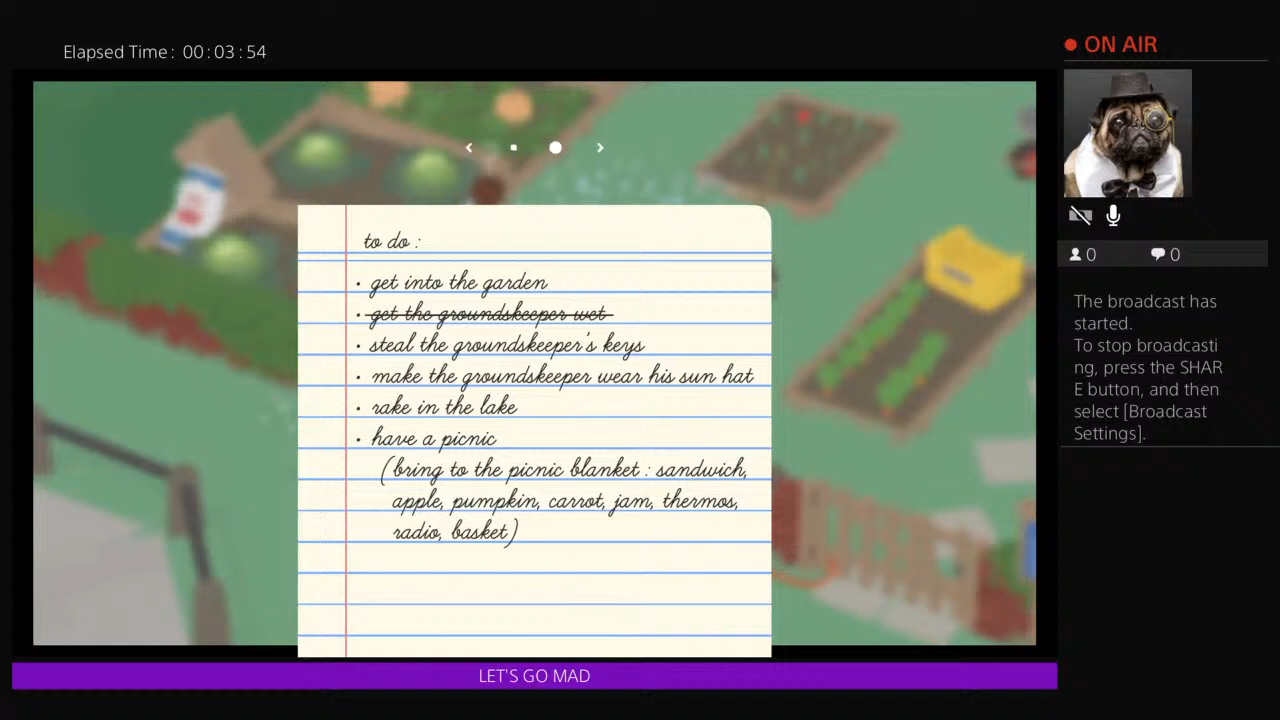 Elapsed Time: 00:03:54
ON AIR
to do :
• get into the garden
• get the groundskeeper wet
• steal the groundskeeper's keys
• make the groundskeeper wear his sun hat
• rake in the lake
• have a picnic
(bring to the picnic blanket : sandwich,
apple, pumpkin, carrot, jam, thermos,
radio, basket)
0
0
The broadcast has
started.
To stop broadcasti
ng, press the SHAR
E button, and then
select [Broadcast
Settings].
LET'S GO MAD